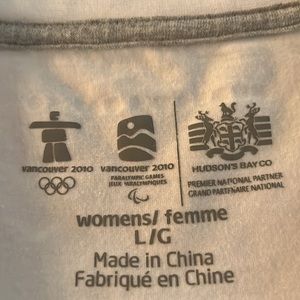 vancouver 2010
vancouver 2010
PARALYMPIC GAMES
JEUX PARALYMPIQUES
HUDSON'S BAY CO
PREMIER NATIONAL PARTNER
GRAND PARTENAIRE NATIONAL
womens/ femme
L/G
Made in China
Fabriqué en Chine